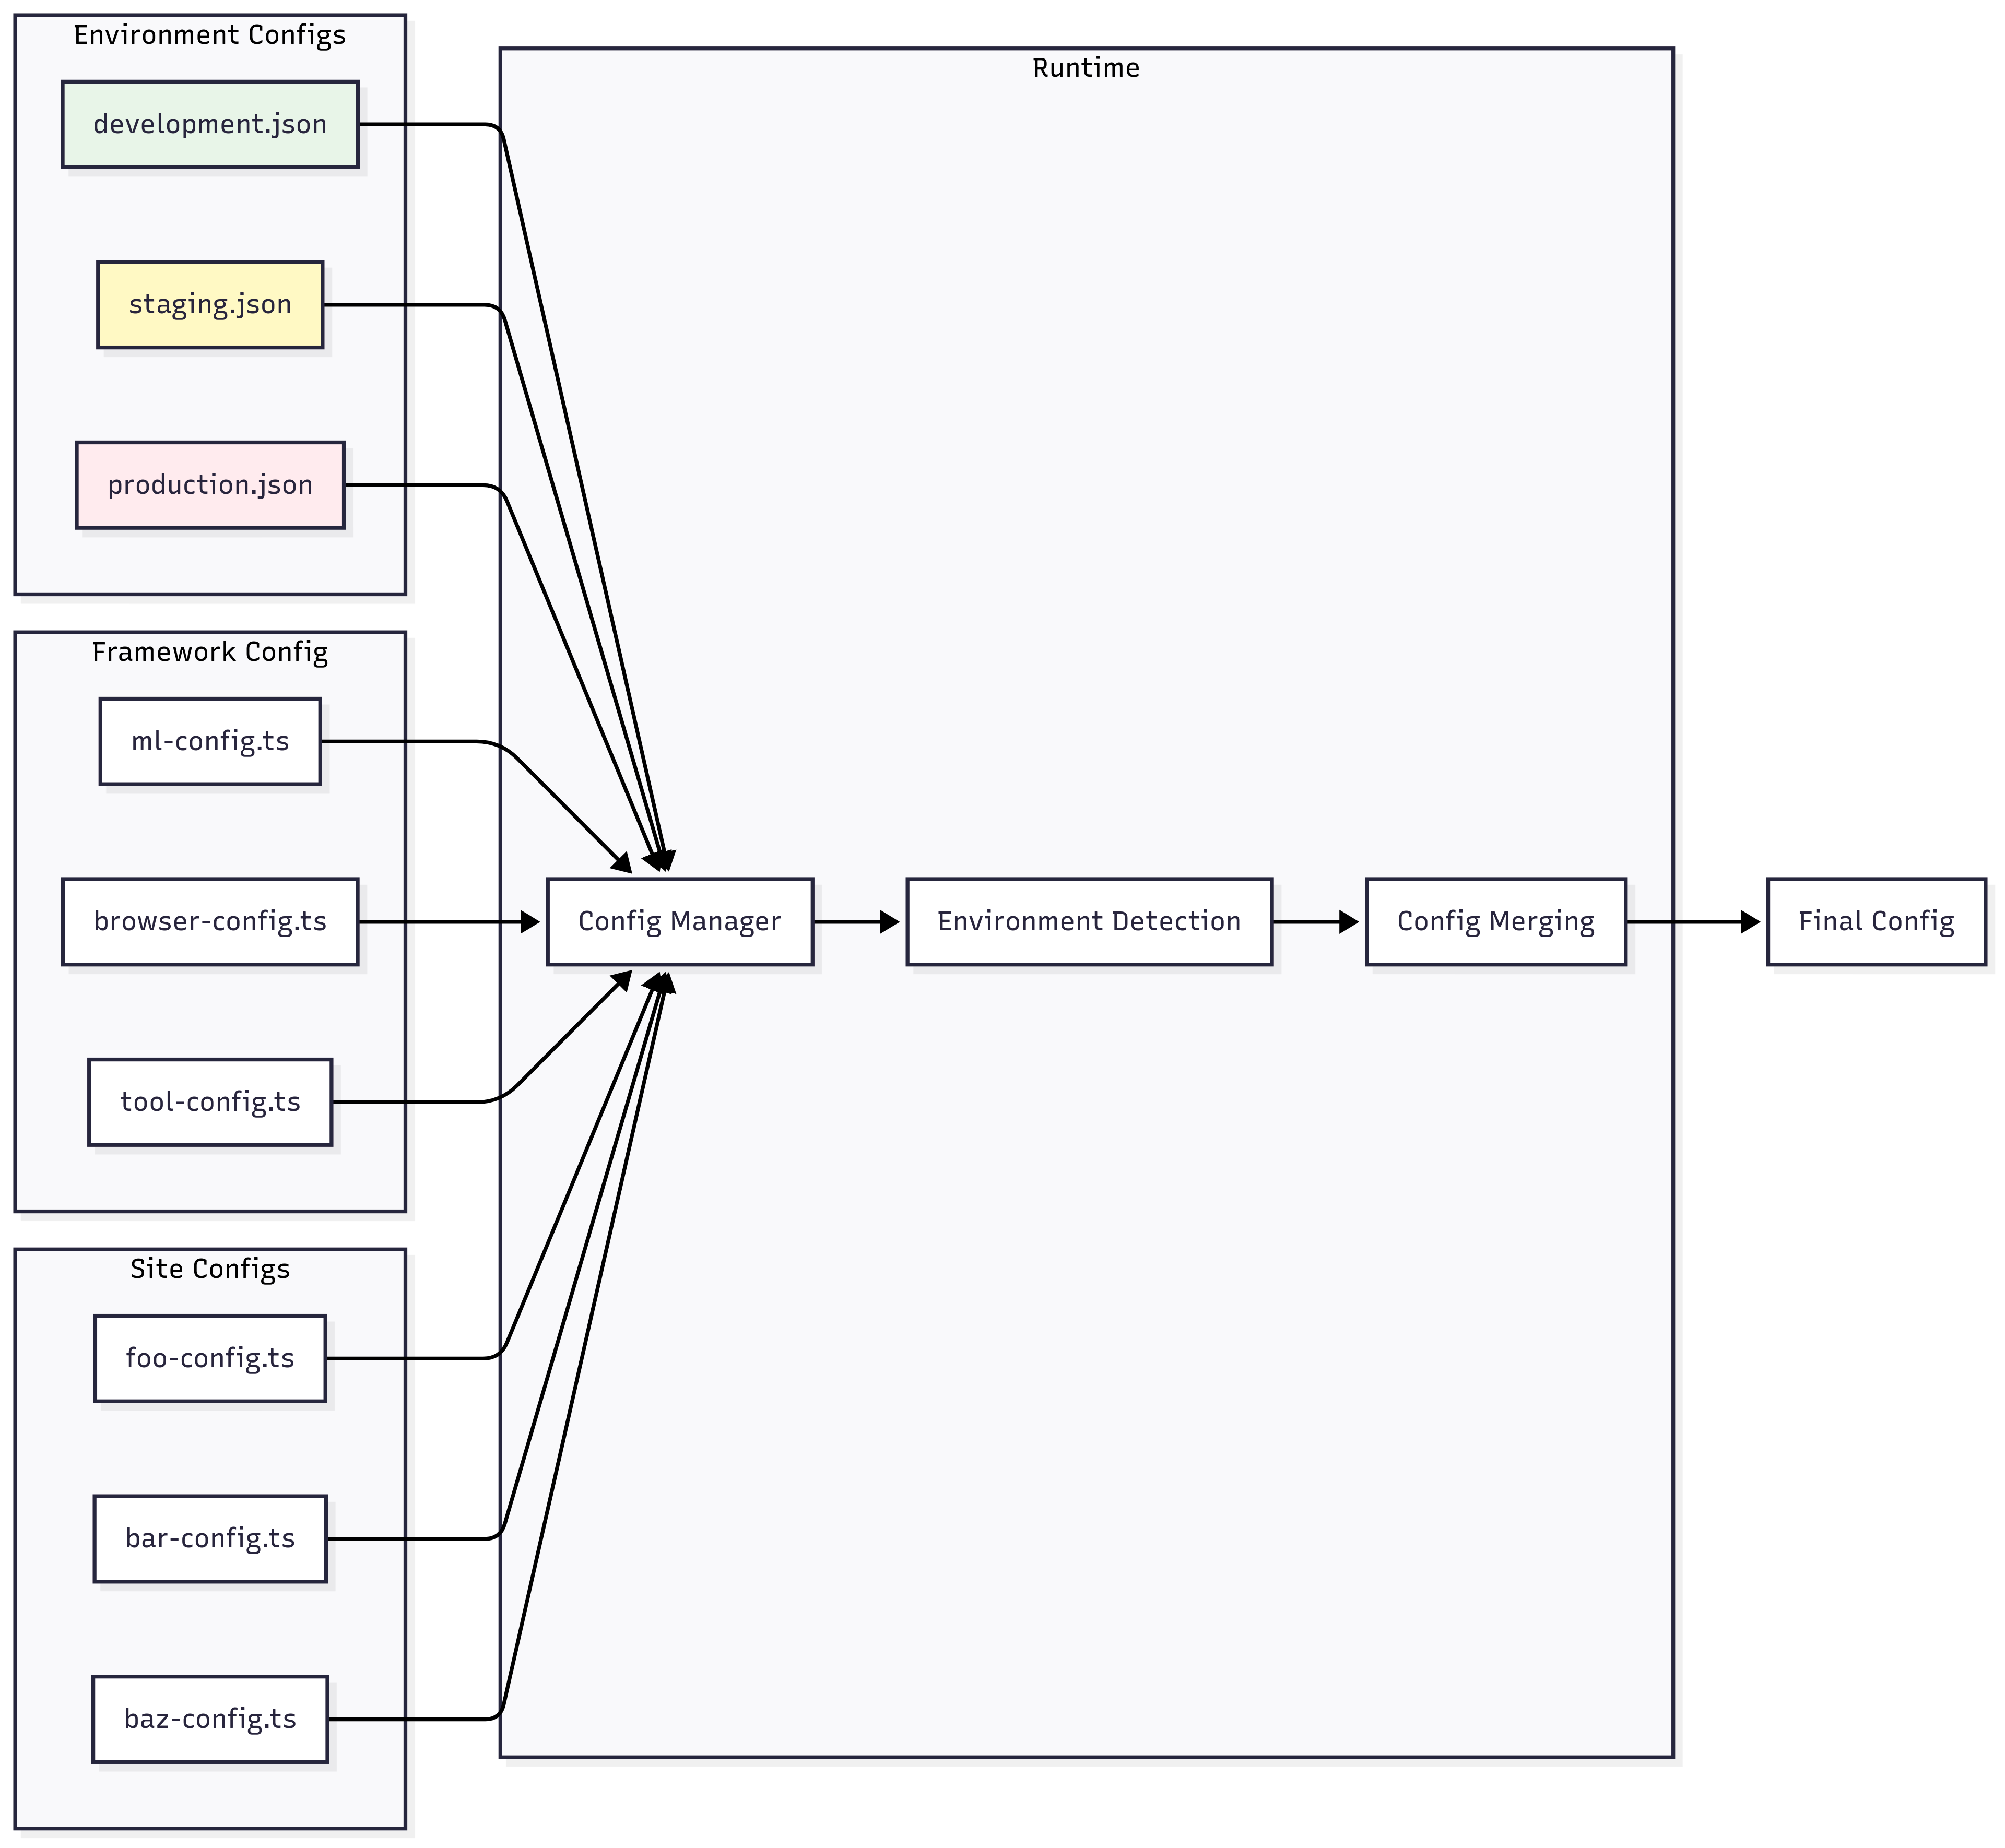 Environment Configs
development.json
staging.json
production.json
Framework Config
ml-config.ts
browser-config.ts
tool-config.ts
Site Configs
foo-config.ts
bar-config.ts
baz-config.ts
Runtime
Config Manager
Environment Detection
Config Merging
Final Config